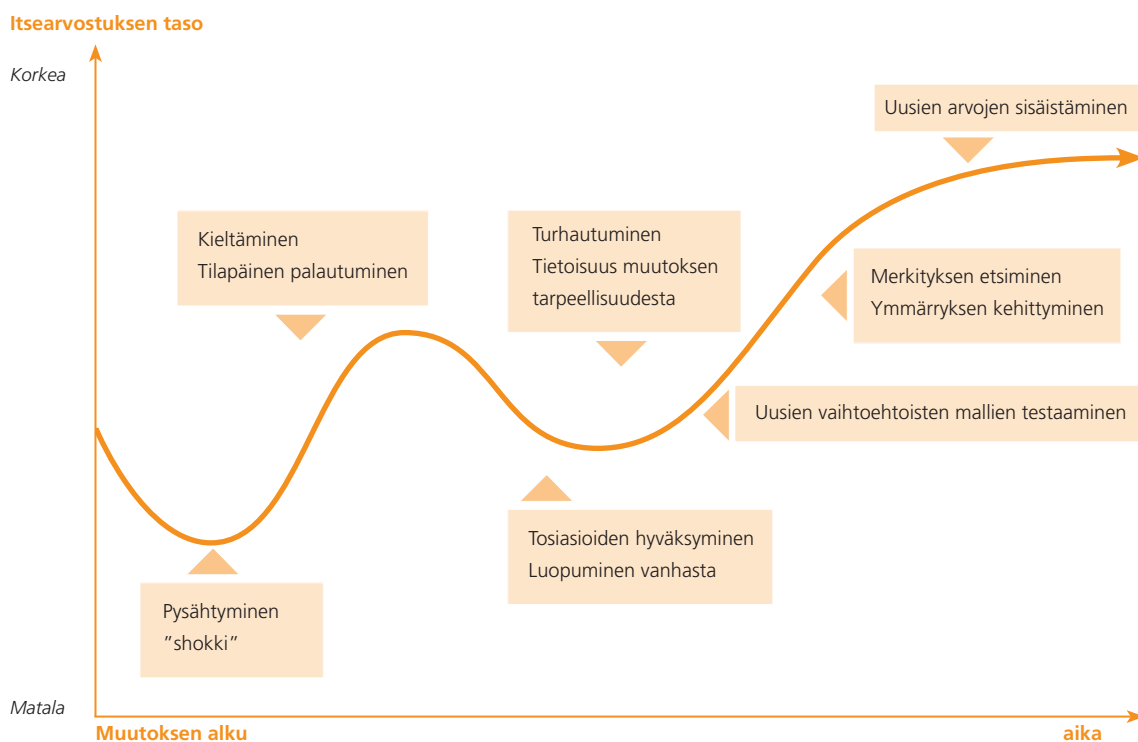 Itsearvostuksen taso
Korkea
Uusien arvojen sisäistäminen
Kieltäminen
Tilapäinen palautuminen
Turhautuminen
Tietoisuus muutoksen
tarpeellisuudesta
Merkityksen etsiminen
Ymmärryksen kehittyminen
Uusien vaihtoehtoisten mallien testaaminen
Tosiasioiden hyväksyminen
Luopuminen vanhasta
Pysähtyminen
”shokki”
Matala
Muutoksen alku
aika